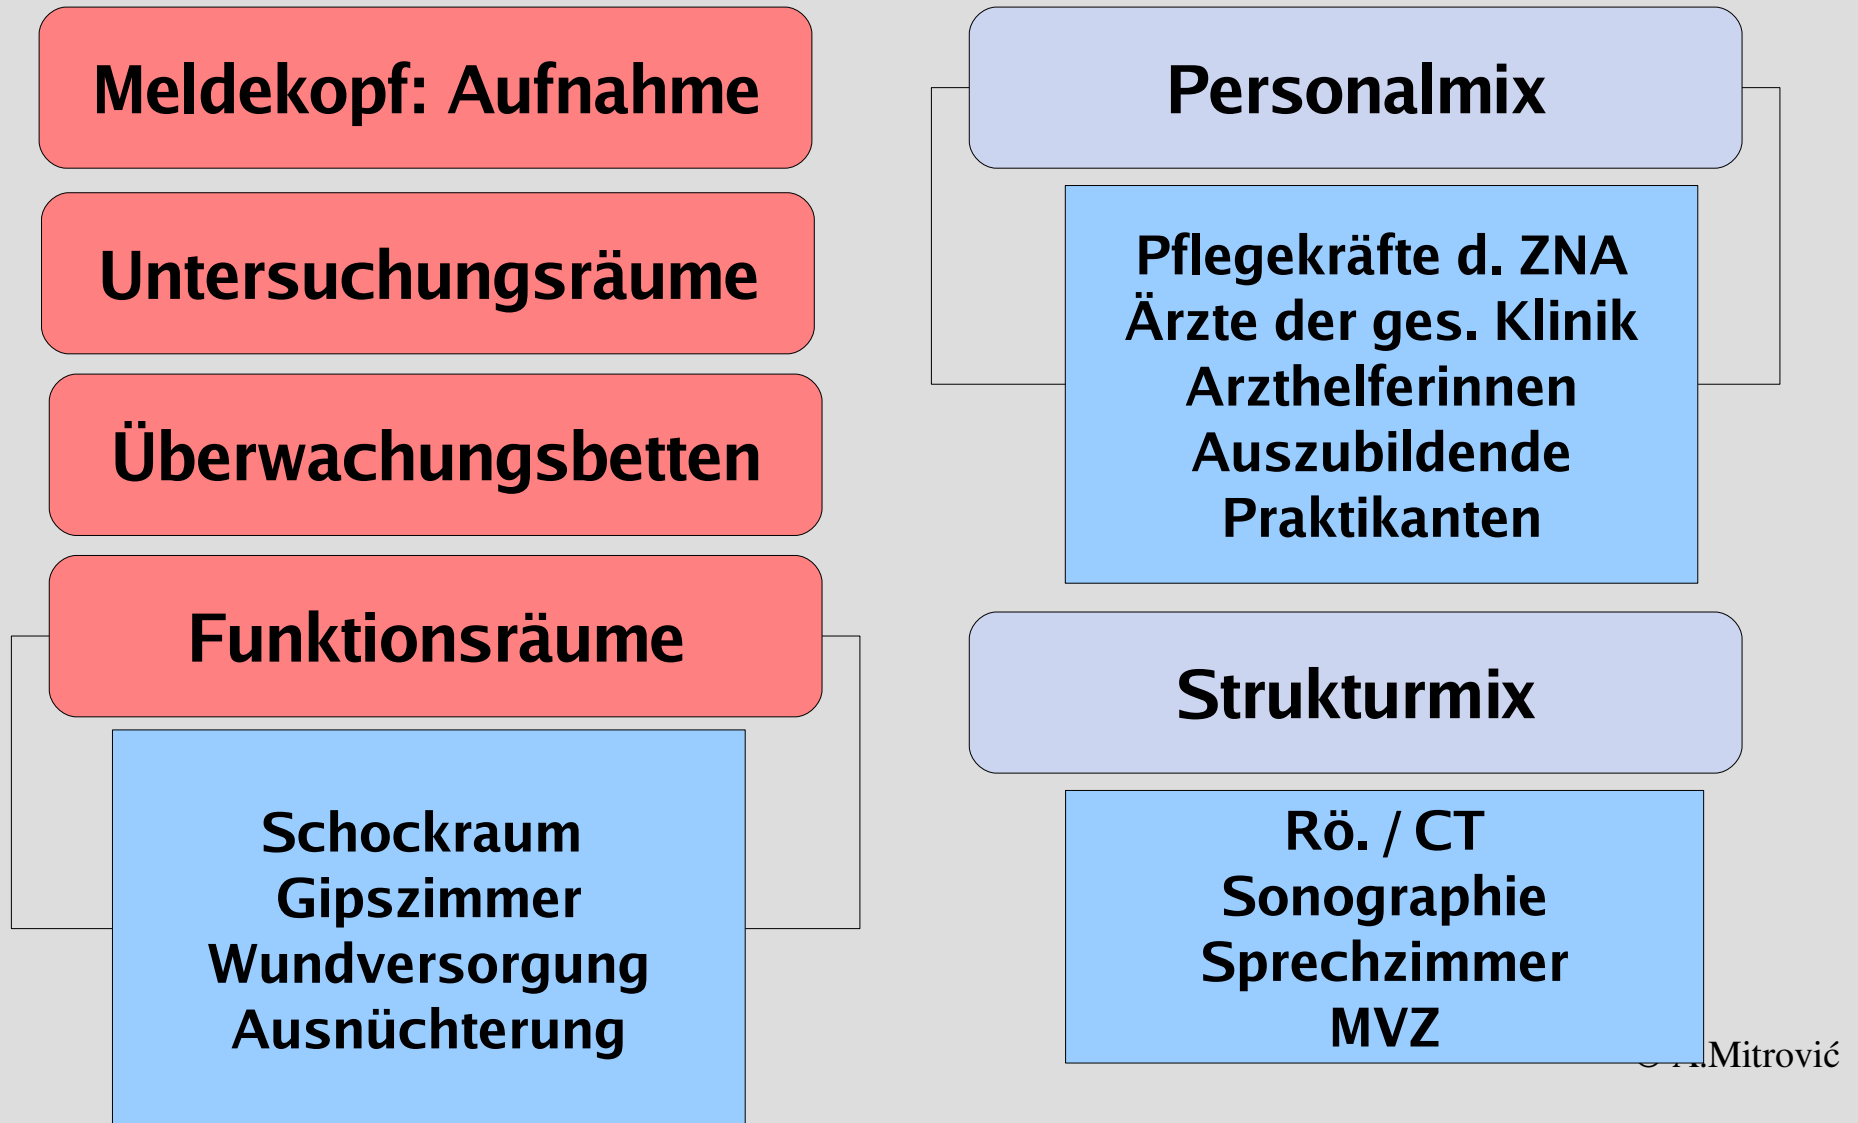 Meldekopf: Aufnahme
Untersuchungsräume
Überwachungsbetten
Funktionsräume
Schockraum
Gipszimmer
Wundversorgung
Ausnüchterung
Personalmix
Pflegekräfte d. ZNA
Ärzte der ges. Klinik
Arzthelferinnen
Auszubildende
Praktikanten
Strukturmix
Rö. / CT
Sonographie
Sprechzimmer
MVZ
.Mitrović